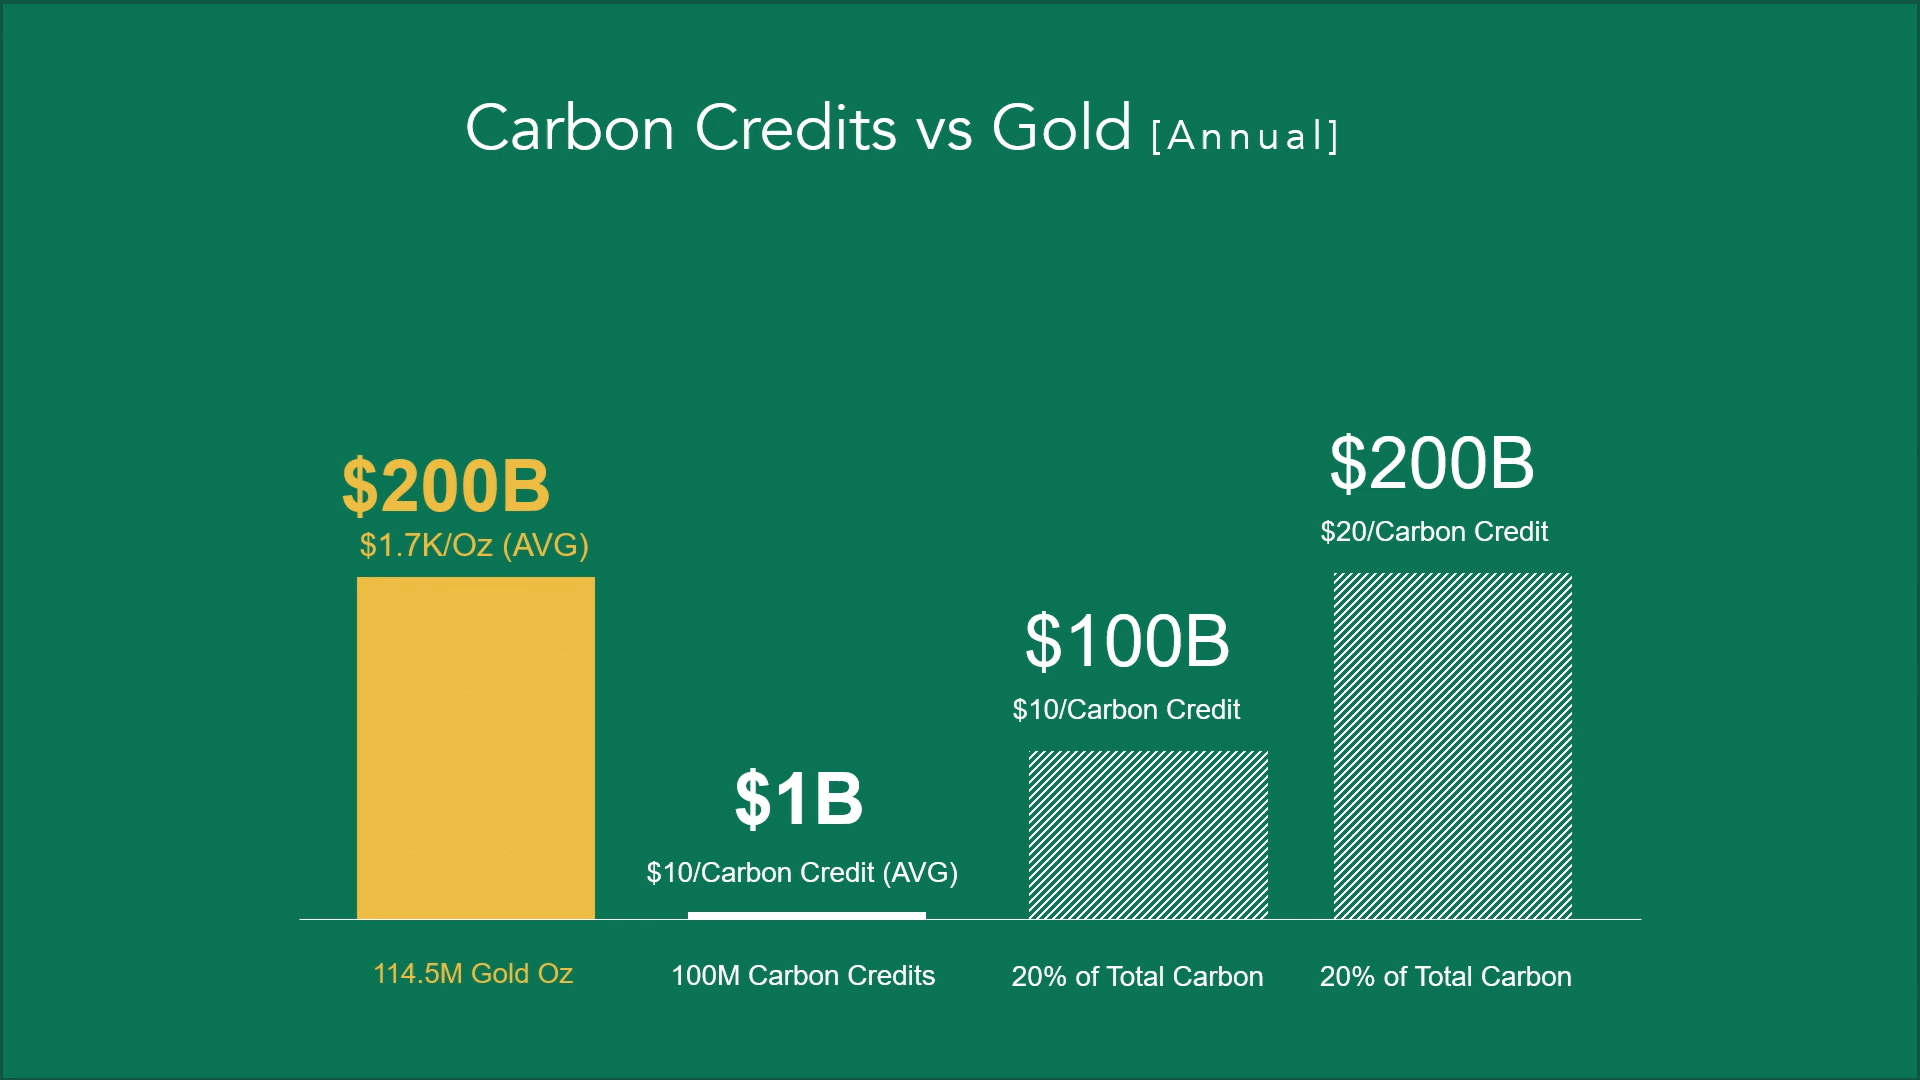 Carbon Credits vs Gold [Annual]
$200B
$1.7K/Oz (AVG)
114.5M Gold Oz
$1B
$10/Carbon Credit (AVG)
100M Carbon Credits
$100B
$10/Carbon Credit
20% of Total Carbon
$200B
$20/Carbon Credit
20% of Total Carbon